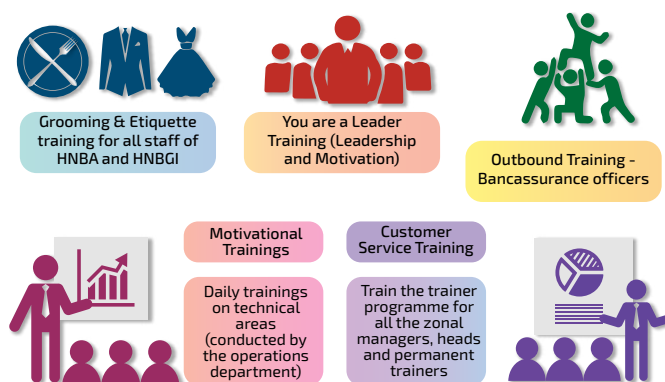 Grooming & Etiquette
training for all staff of
HNBA and HNBGI
You are a Leader
Training (Leadership
and Motivation)
Outbound Training -
Bancassurance officers
Motivational
Trainings
Customer
Service Training
Daily trainings
on technical
areas
(conducted by
the operations
department)
Train the trainer
programme for
all the zonal
managers, heads
and permanent
trainers